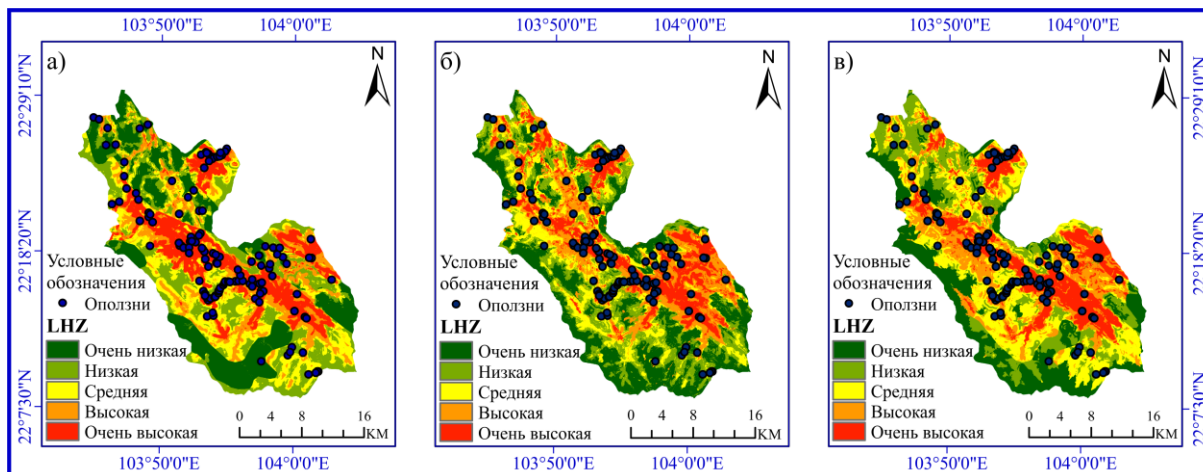 103°50'0"E
104°0'0"E
103°50'0"E
104°0'0"E
103°50'0"E
104°0'0"E
22°29'10"N
22°18'20"N
22°7'30"N
а)
N
Условные
обозначения
Оползни
LHZ
Очень низкая
Низкая
Средняя
Высокая
Очень высокая
0 4 8 16
KM
б)
N
Условные
обозначения
Оползни
LHZ
Очень низкая
Низкая
Средняя
Высокая
Очень высокая
0 4 8 16
KM
в)
N
Условные
обозначения
Оползни
LHZ
Очень низкая
Низкая
Средняя
Высокая
Очень высокая
0 4 8 16
KM
22°29'10"N
22°18'20"N
22°7'30"N
103°50'0"E
104°0'0"E
103°50'0"E
104°0'0"E
103°50'0"E
104°0'0"E